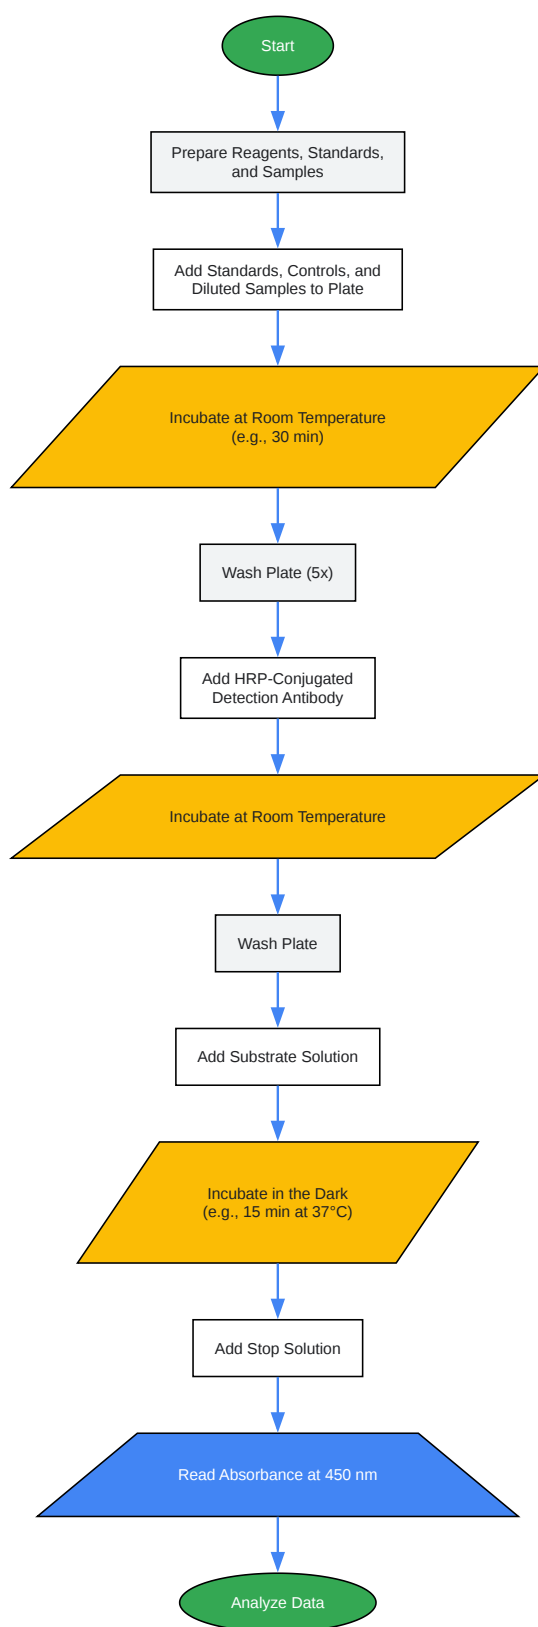 Start
Prepare Reagents, Standards,
and Samples
Add Standards, Controls, and
Diluted Samples to Plate
Incubate at Room Temperature
(e.g., 30 min)
Wash Plate (5x)
Add HRP-Conjugated
Detection Antibody
Incubate at Room Temperature
Wash Plate
Add Substrate Solution
Incubate in the Dark
(e.g., 15 min at 37°C)
Add Stop Solution
Read Absorbance at 450 nm
Analyze Data